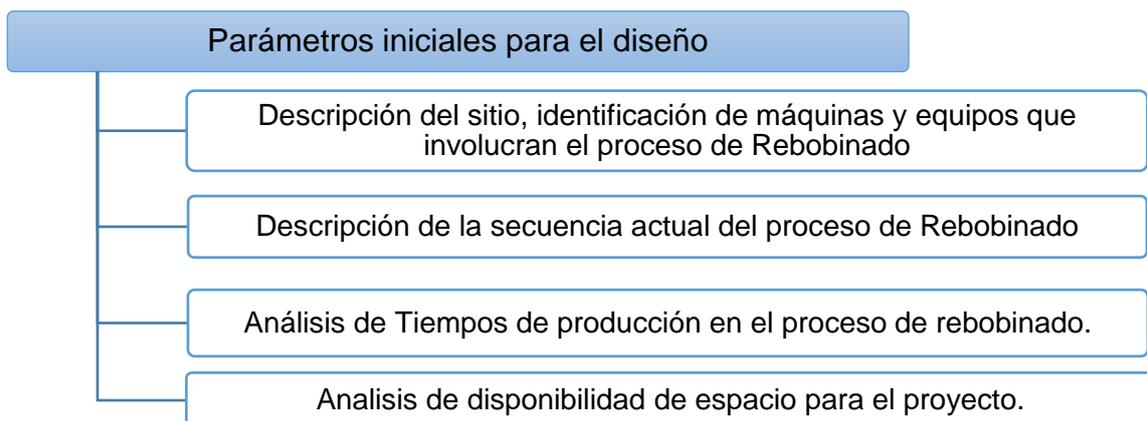 Parámetros iniciales para el diseño
Descripción del sitio, identificación de máquinas y equipos que
involucran el proceso de Rebobinado
Descripción de la secuencia actual del proceso de Rebobinado
Análisis de Tiempos de producción en el proceso de rebobinado.
Analisis de disponibilidad de espacio para el proyecto.